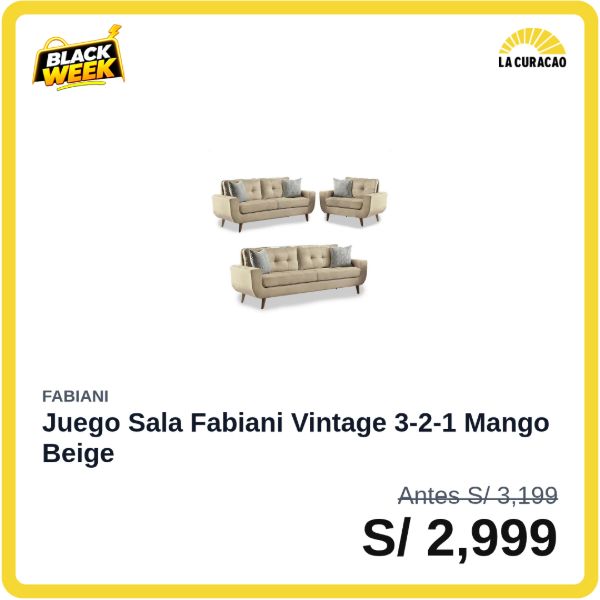 BLACK
WEEK
LA CURACAO
FABIANI
Juego Sala Fabiani Vintage 3-2-1 Mango
Beige
Antes S/ 3,199
S/ 2,999